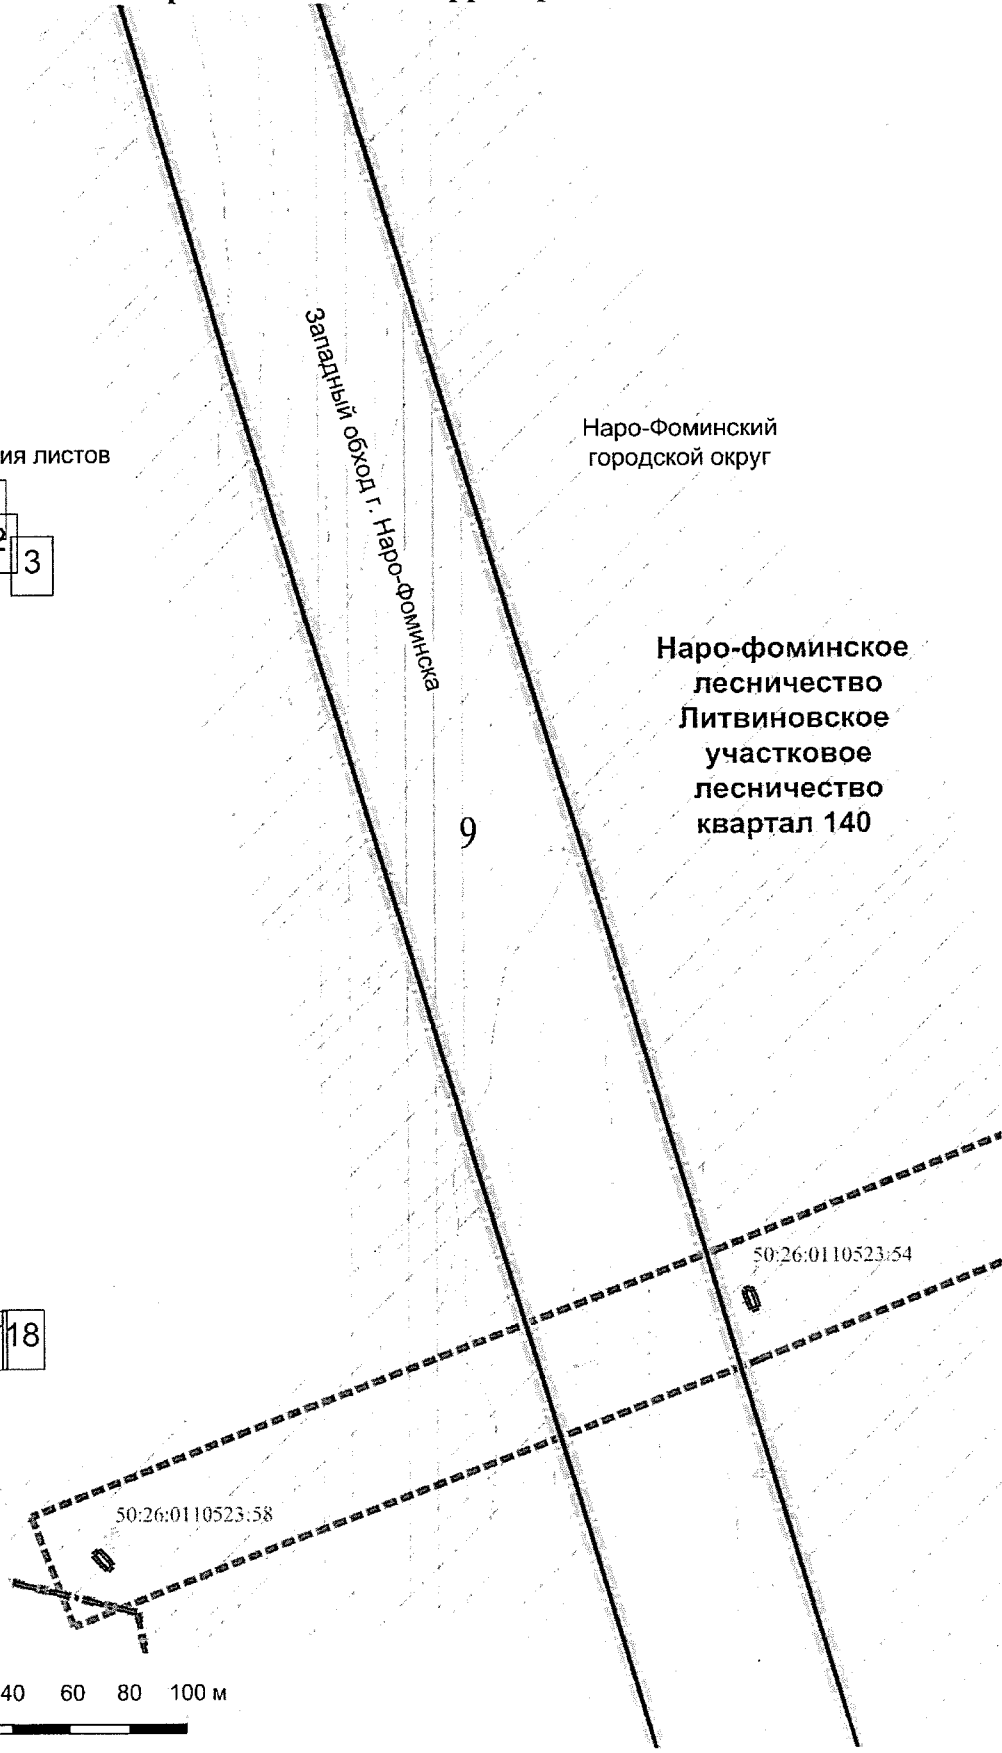 Западный обход г. Наро-Фоминска
Наро-Фоминский
городской округ
ия листов
3
Наро-фоминское
лесничество
Литвиновское
участковое
лесничество
квартал 140
9
50:26:0110523:54
18
50:26:0110523:58
40 60 80 100 м